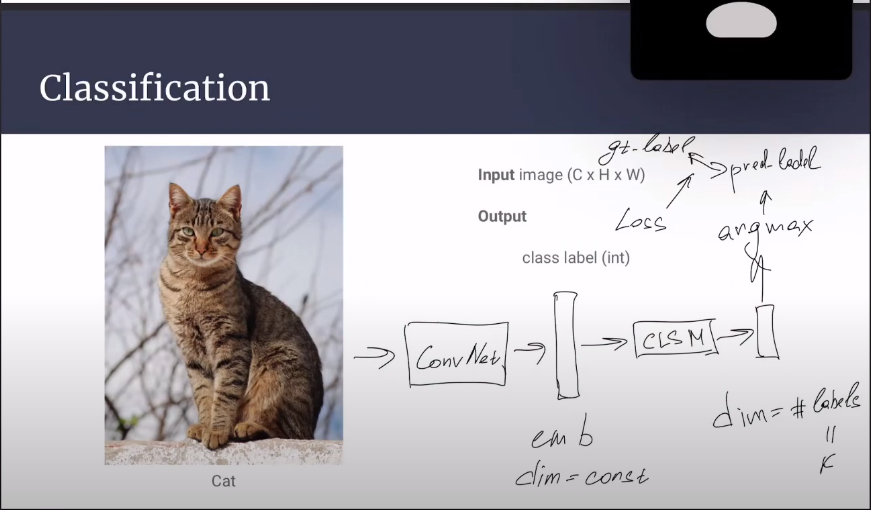 Classification
gt-label
pred-label
Input image (C x H x W)
Loss
argmax
Output
class label (int)
ConvNet
CLSM
emb
dim = # labels
=
K
dim = const
Cat